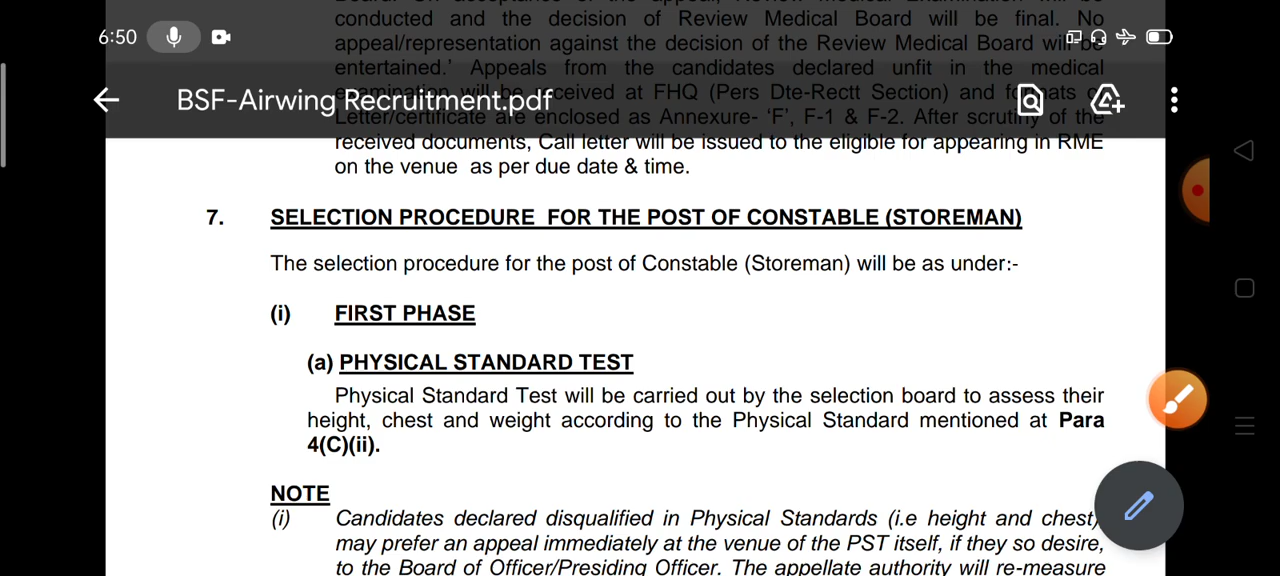 conducted and the decision of Review Medical Board will be final. No
6:50
appeal/representation against the decision of the Review Medical Board will be
entertained.' Appeals from the candidates declared unfit in the medical
BSF-Airwing Recruitment.pdf
examination will be received at FHQ (Pers Dte-Rectt Section) and formats of
Letter/certificate are enclosed as Annexure- 'F', F-1 & F-2. After scrutiny of the
received documents, Call letter will be issued to the eligible for appearing in RME
on the venue as per due date & time.
7. SELECTION PROCEDURE FOR THE POST OF CONSTABLE (STOREMAN)
The selection procedure for the post of Constable (Storeman) will be as under:-
(i) FIRST PHASE
(a) PHYSICAL STANDARD TEST
Physical Standard Test will be carried out by the selection board to assess their
height, chest and weight according to the Physical Standard mentioned at Para
4(C)(ii).
NOTE
(i) Candidates declared disqualified in Physical Standards (i.e height and chest)
may prefer an appeal immediately at the venue of the PST itself, if they so desire,
to the Board of Officer/Presiding Officer. The appellate authority will re-measure